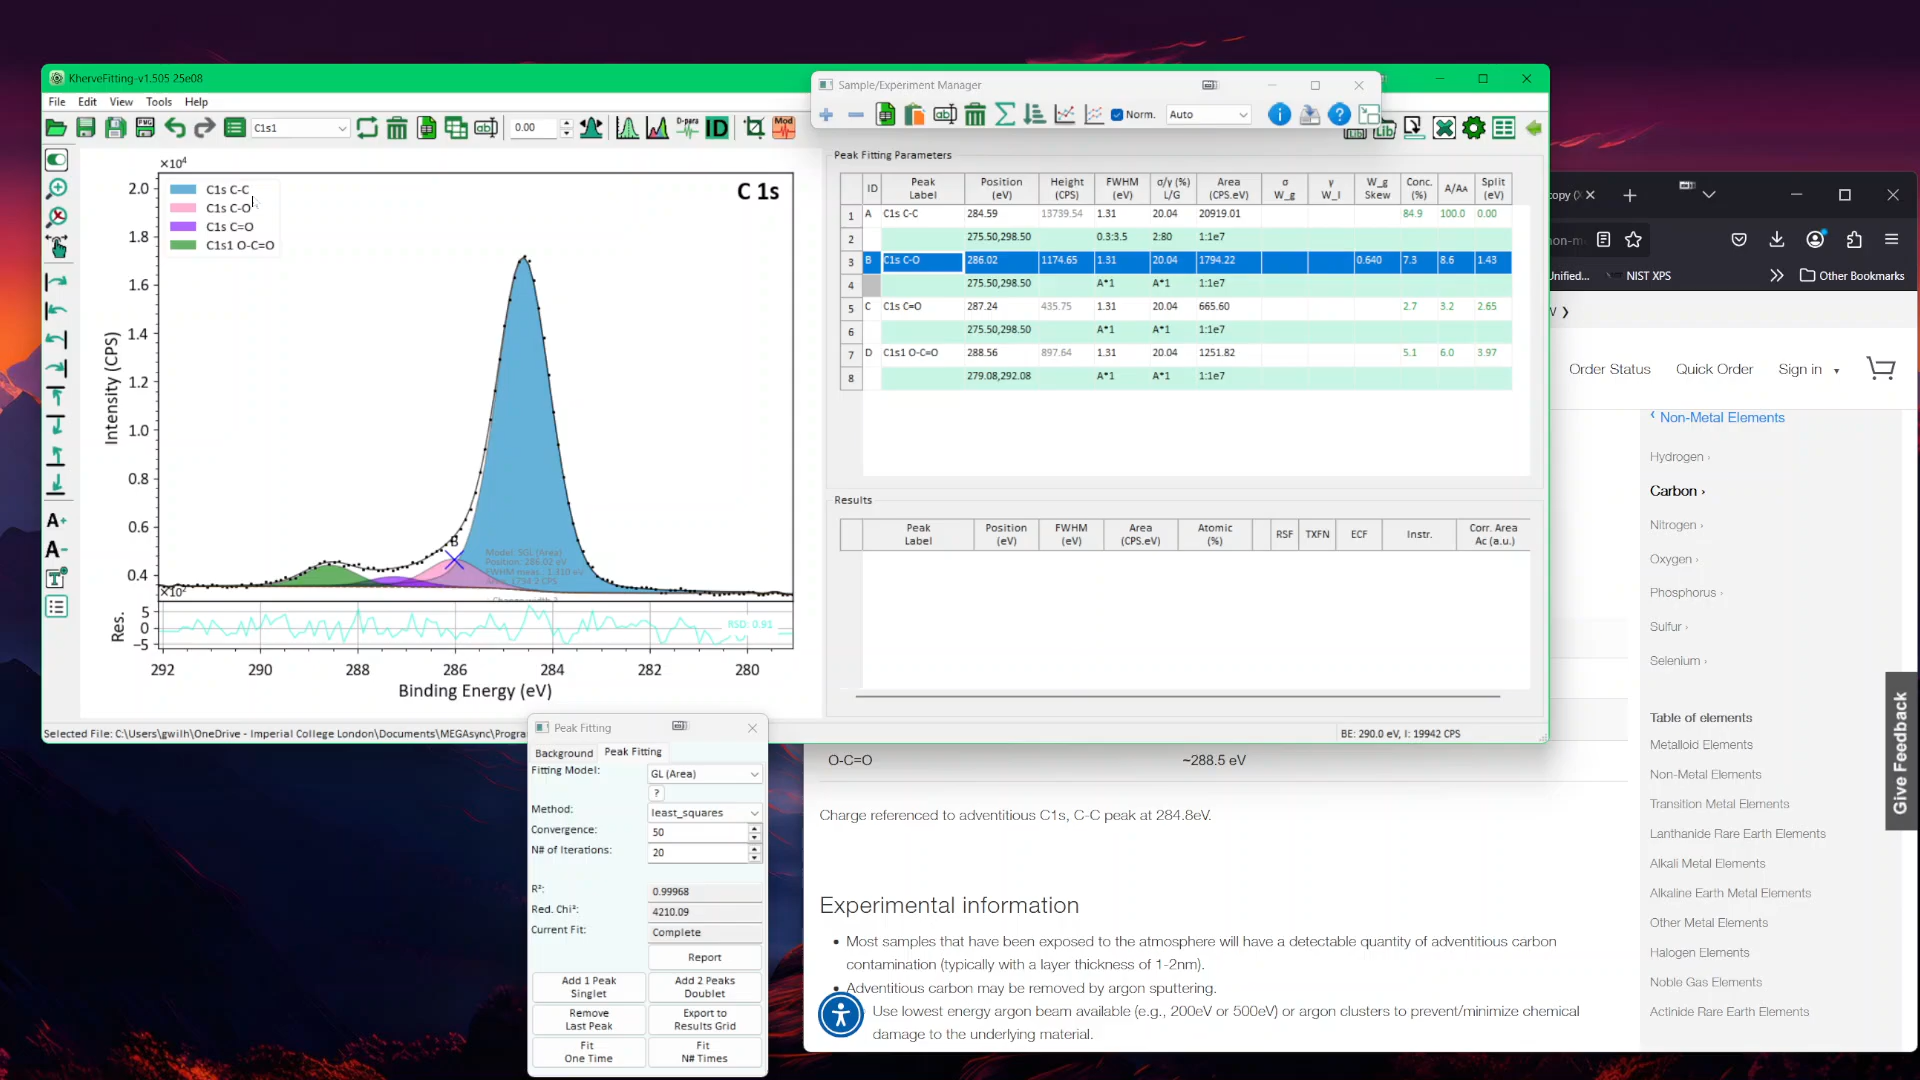 KherveFitting-v1.505 25e08
File Edit View Tools Help
C1s1
0.00
ID
Mod
Sample/Experiment Manager
Norm. Auto
Lib Lib
×10⁴
C 1s
C1s C-C
C1s C-O
C1s C=O
C1s1 O-C=O
2.0
1.8
1.6
1.4
1.2
1.0
0.8
0.6
0.4
Intensity (CPS)
B
Model: SGL (Area)
Position: 286.02 eV
×10²
Res.
5
0
−5
RSD: 0.91
292 290 288 286 284 282 280
Binding Energy (eV)
A+
A-
Peak Fitting Parameters
ID Peak Label Position (eV) Height (CPS) FWHM (eV) σ/γ (%) L/G Area (CPS.eV) σ W_g γ W_l W_g Skew Conc. (%) A/Aᴀ Split (eV)
1 A C1s C-C 284.59 13739.54 1.31 20.04 20919.01 84.9 100.0 0.00
2 275.50,298.50 0.3:3.5 2:80 1:1e7
3 B C1s C-O 286.02 1174.65 1.31 20.04 1794.22 0.640 7.3 8.6 1.43
4 275.50,298.50 A*1 A*1 1:1e7
5 C C1s C=O 287.24 435.75 1.31 20.04 665.60 2.7 3.2 2.65
6 275.50,298.50 A*1 A*1 1:1e7
7 D C1s1 O-C=O 288.56 897.64 1.31 20.04 1251.82 5.1 6.0 3.97
8 279.08,292.08 A*1 A*1 1:1e7
Results
Peak Label Position (eV) FWHM (eV) Area (CPS.eV) Atomic (%) RSF TXFN ECF Instr. Corr. Area Ac (a.u.)
Selected File: C:\Users\gwilh\OneDrive - Imperial College London\Documents\MEGAsync\Progra
BE: 290.0 eV, I: 19942 CPS
Peak Fitting
Background Peak Fitting
Fitting Model: GL (Area)
?
Method: least_squares
Convergence: 50
N# of Iterations: 20
R²: 0.99968
Red. Chi²: 4210.09
Current Fit: Complete
Report
Add 1 Peak Singlet
Add 2 Peaks Doublet
Remove Last Peak
Export to Results Grid
Fit One Time
Fit N# Times
NIST XPS
Other Bookmarks
Order Status Quick Order Sign in
Non-Metal Elements
Hydrogen ›
Carbon ›
Nitrogen ›
Oxygen ›
Phosphorus ›
Sulfur ›
Selenium ›
Table of elements
Metalloid Elements
Non-Metal Elements
Transition Metal Elements
Lanthanide Rare Earth Elements
Alkali Metal Elements
Alkaline Earth Metal Elements
Other Metal Elements
Halogen Elements
Noble Gas Elements
Actinide Rare Earth Elements
Give Feedback
O-C=O ~288.5 eV
Charge referenced to adventitious C1s, C-C peak at 284.8eV.
Experimental information
Most samples that have been exposed to the atmosphere will have a detectable quantity of adventitious carbon
contamination (typically with a layer thickness of 1-2nm).
Adventitious carbon may be removed by argon sputtering.
Use lowest energy argon beam available (e.g., 200eV or 500eV) or argon clusters to prevent/minimize chemical
damage to the underlying material.